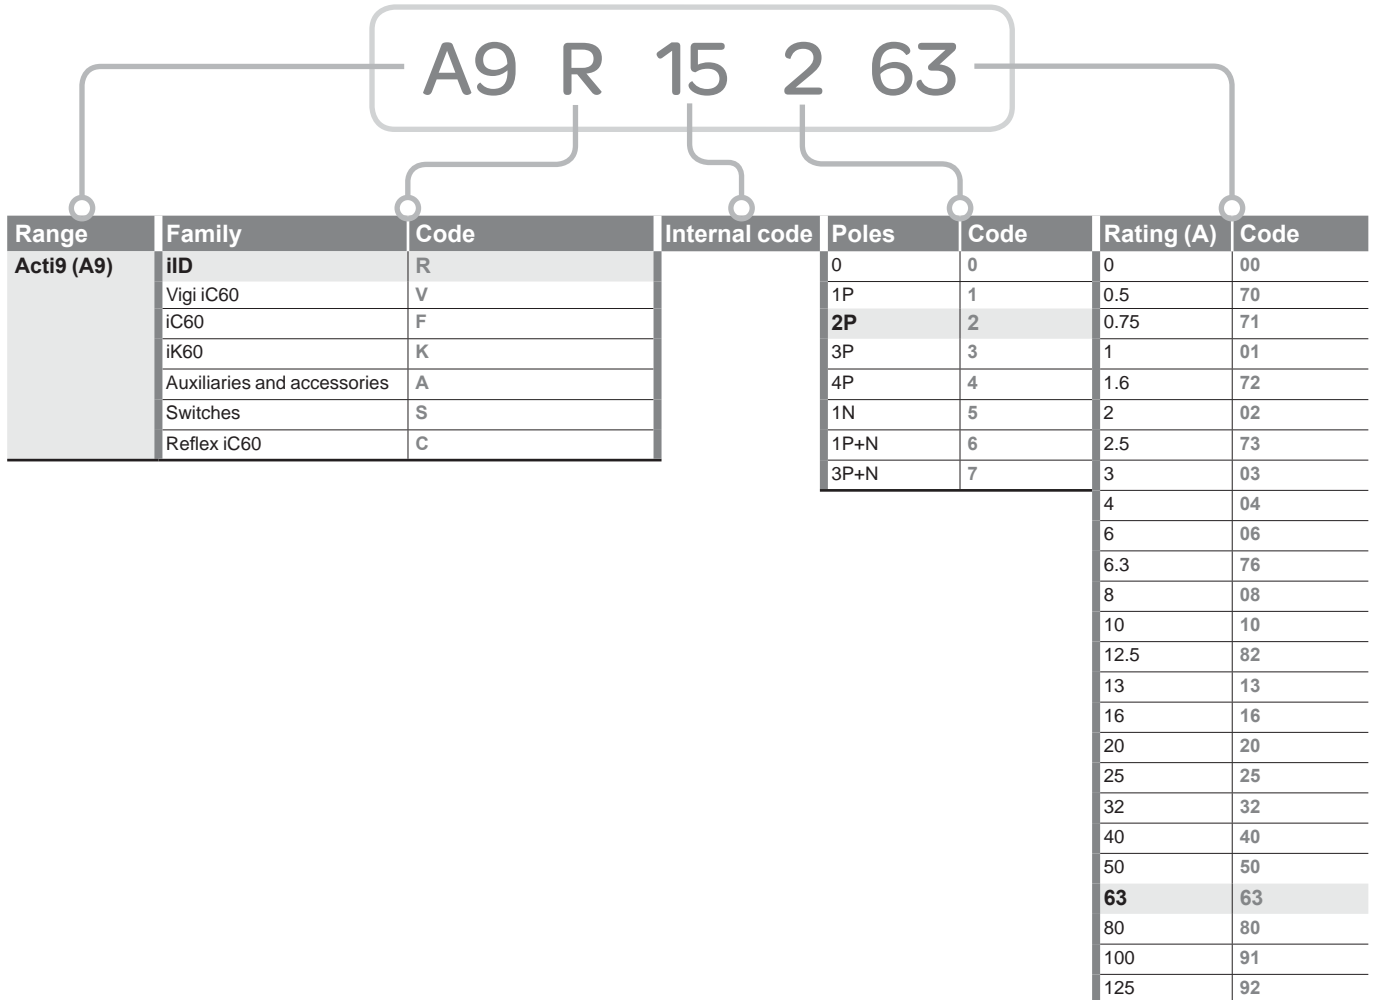 A9 R 15 2 63
Range Family Code Internal code Poles Code Rating (A) Code
Acti9 (A9) iID R 0 0 0 00
Vigi iC60 V 1P 1 0.5 70
iC60 F 2P 2 0.75 71
iK60 K 3P 3 1 01
Auxiliaries and accessories A 4P 4 1.6 72
Switches S 1N 5 2 02
Reflex iC60 C 1P+N 6 2.5 73
3P+N 7 3 03
4 04
6 06
6.3 76
8 08
10 10
12.5 82
13 13
16 16
20 20
25 25
32 32
40 40
50 50
63 63
80 80
100 91
125 92